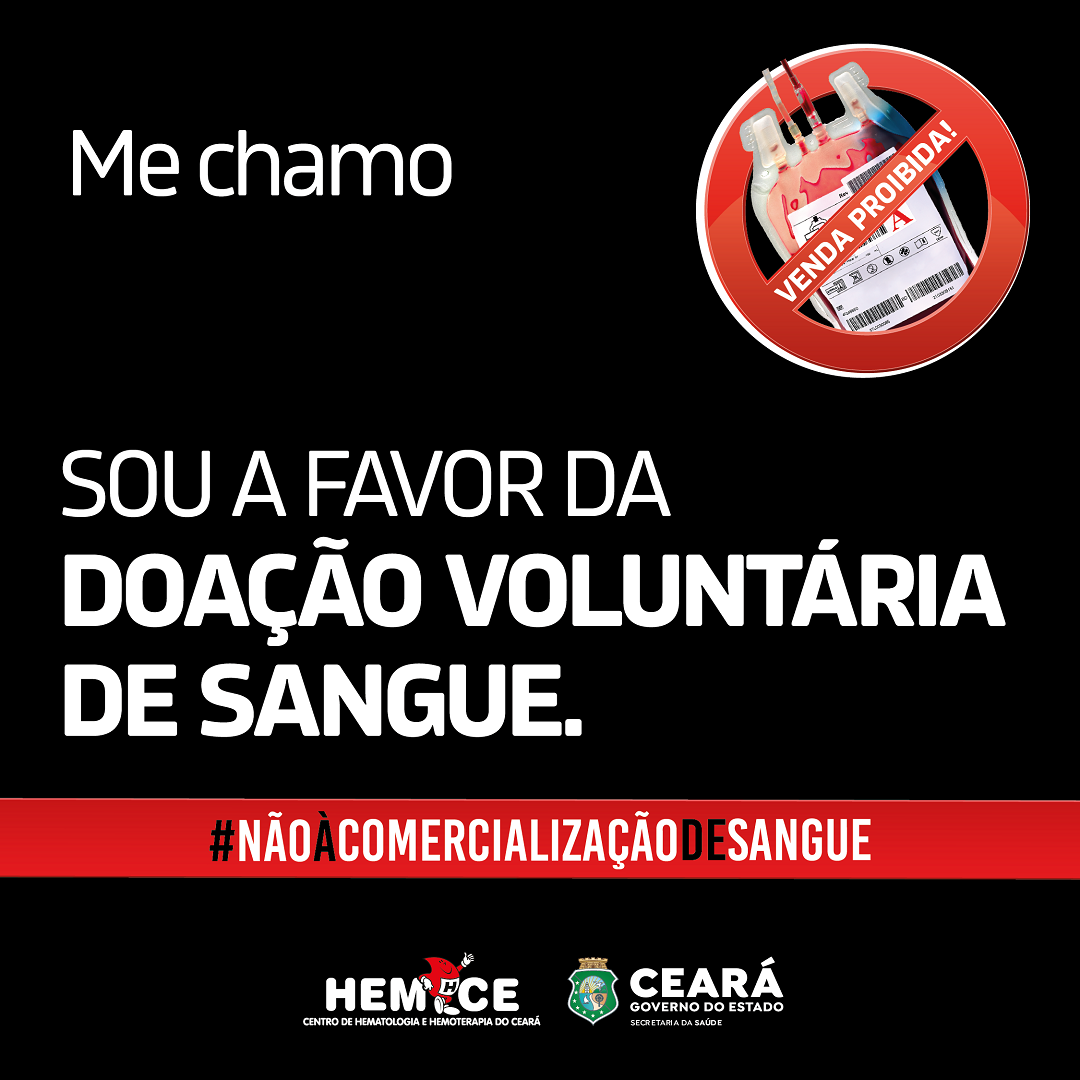 Me chamo
VENDA PROIBIDA!
A
SOU A FAVOR DA
DOAÇÃO VOLUNTÁRIA
DE SANGUE.
#NÃOÀCOMERCIALIZAÇÃODESANGUE
HEMOCE
CENTRO DE HEMATOLOGIA E HEMOTERAPIA DO CEARÁ
CEARÁ
GOVERNO DO ESTADO
SECRETARIA DA SAÚDE